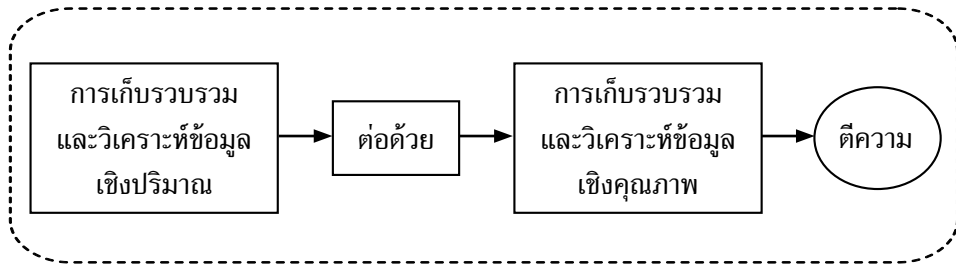 การเก็บรวบรวม
และวิเคราะห์ข้อมูล
เชิงปริมาณ
ต่อด้วย
การเก็บรวบรวม
และวิเคราะห์ข้อมูล
เชิงคุณภาพ
ตีความ